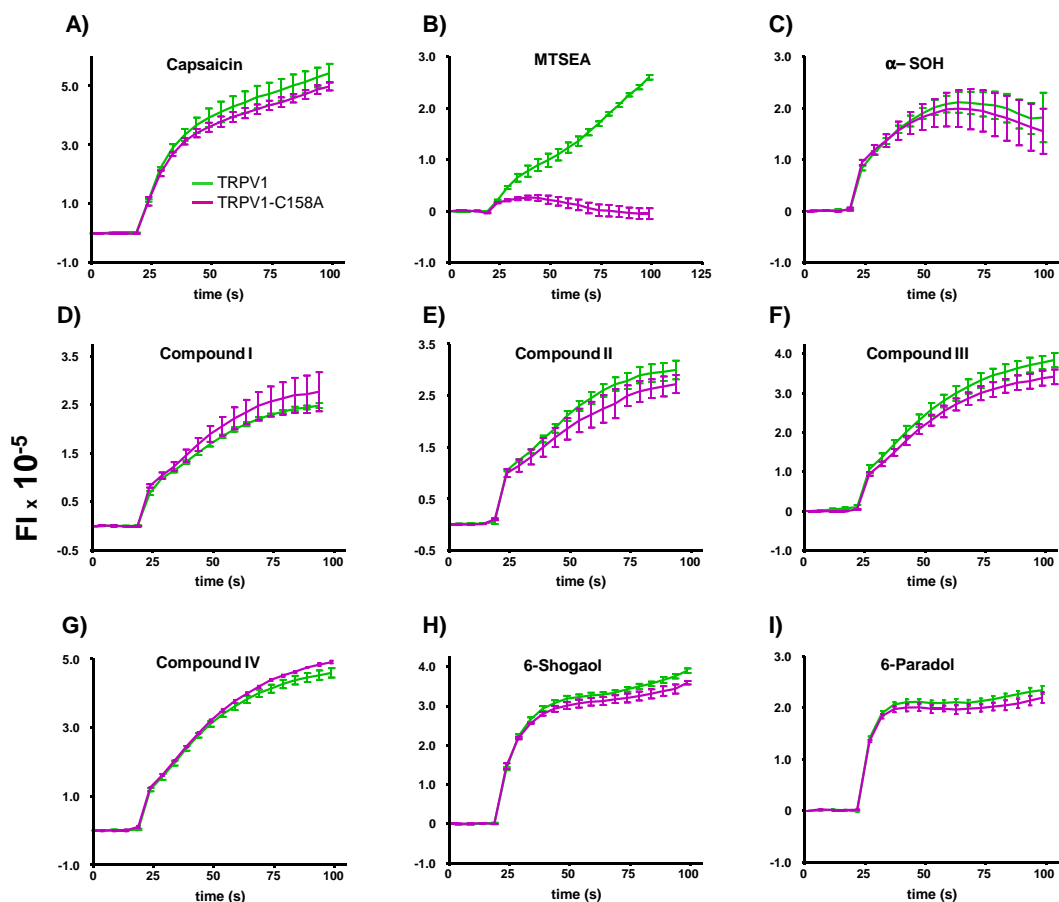 A)
Capsaicin
5.0
3.0
1.0
-1.0
TRPV1
TRPV1-C158A
0 25 50 75 100
time (s)
B)
MTSEA
3.0
2.0
1.0
0
-1.0
0 25 50 75 100 125
time (s)
C)
α– SOH
3.0
2.0
1.0
0
-1.0
0 25 50 75 100
time (s)
FI x 10-5
D)
Compound I
3.5
2.5
1.5
0.5
-0.5
0 25 50 75 100
time (s)
E)
Compound II
3.5
2.5
1.5
0.5
-0.5
0 25 50 75 100
time (s)
F)
Compound III
4.0
3.0
2.0
1.0
0
-1.0
0 25 50 75 100
time (s)
G)
Compound IV
5.0
3.0
1.0
-1.0
0 25 50 75 100
time (s)
H)
6-Shogaol
4.0
3.0
2.0
1.0
0
-1.0
0 25 50 75 100
time (s)
I)
6-Paradol
3.0
2.0
1.0
0
-1.0
0 25 50 75 100
time (s)